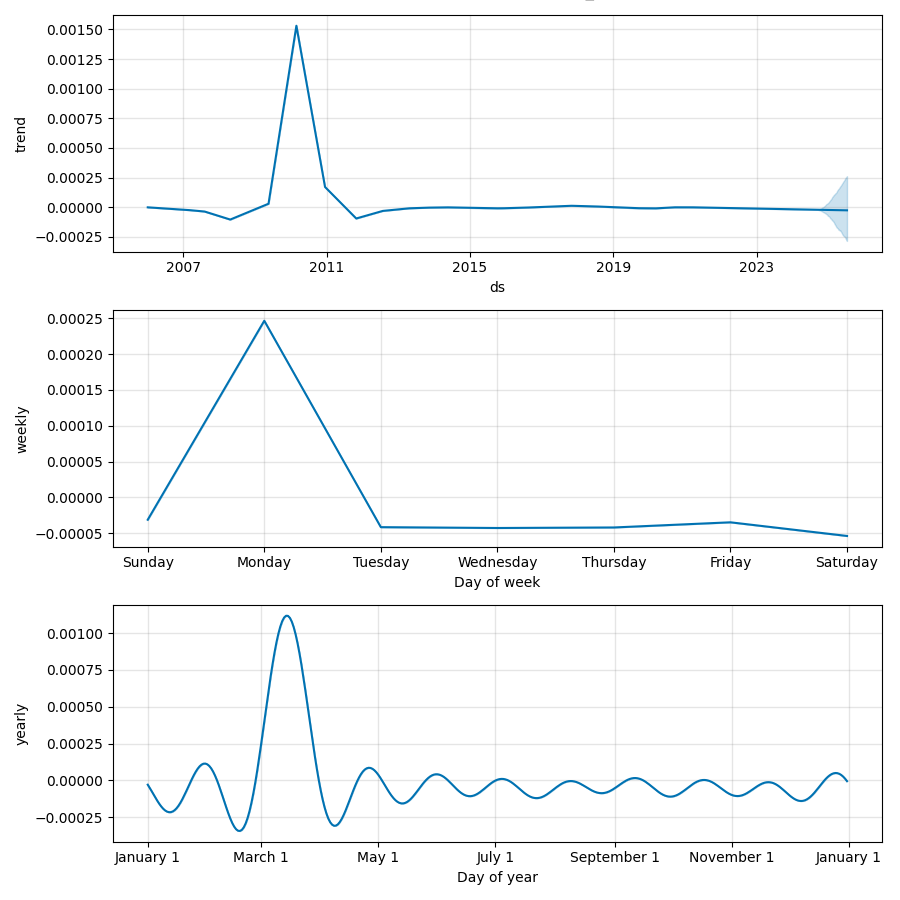 0.00150
0.00125
0.00100
0.00075
0.00050
0.00025
0.00000
−0.00025
trend
2007 2011 2015 2019 2023
ds
0.00025
0.00020
0.00015
0.00010
0.00005
0.00000
−0.00005
weekly
Sunday Monday Tuesday Wednesday Thursday Friday Saturday
Day of week
0.00100
0.00075
0.00050
0.00025
0.00000
−0.00025
yearly
January 1 March 1 May 1 July 1 September 1 November 1 January 1
Day of year